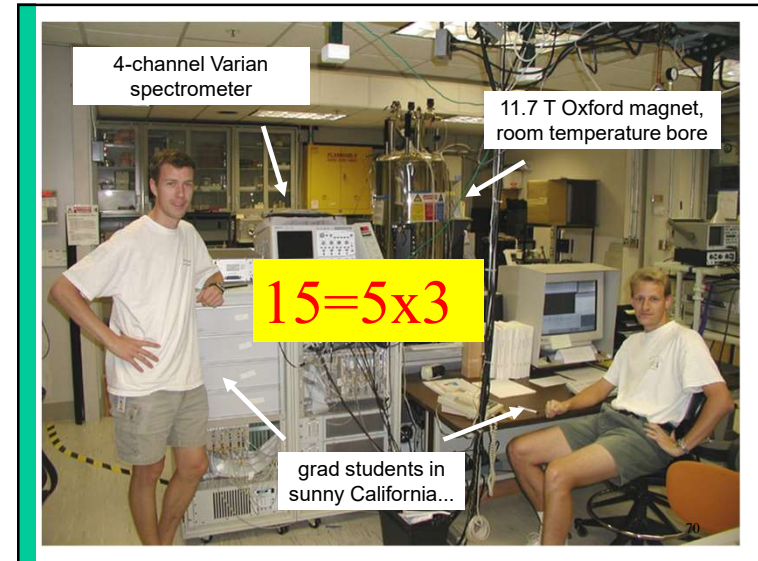 4-channel Varian
spectrometer
11.7 T Oxford magnet,
room temperature bore
15=5x3
grad students in
sunny California...
70